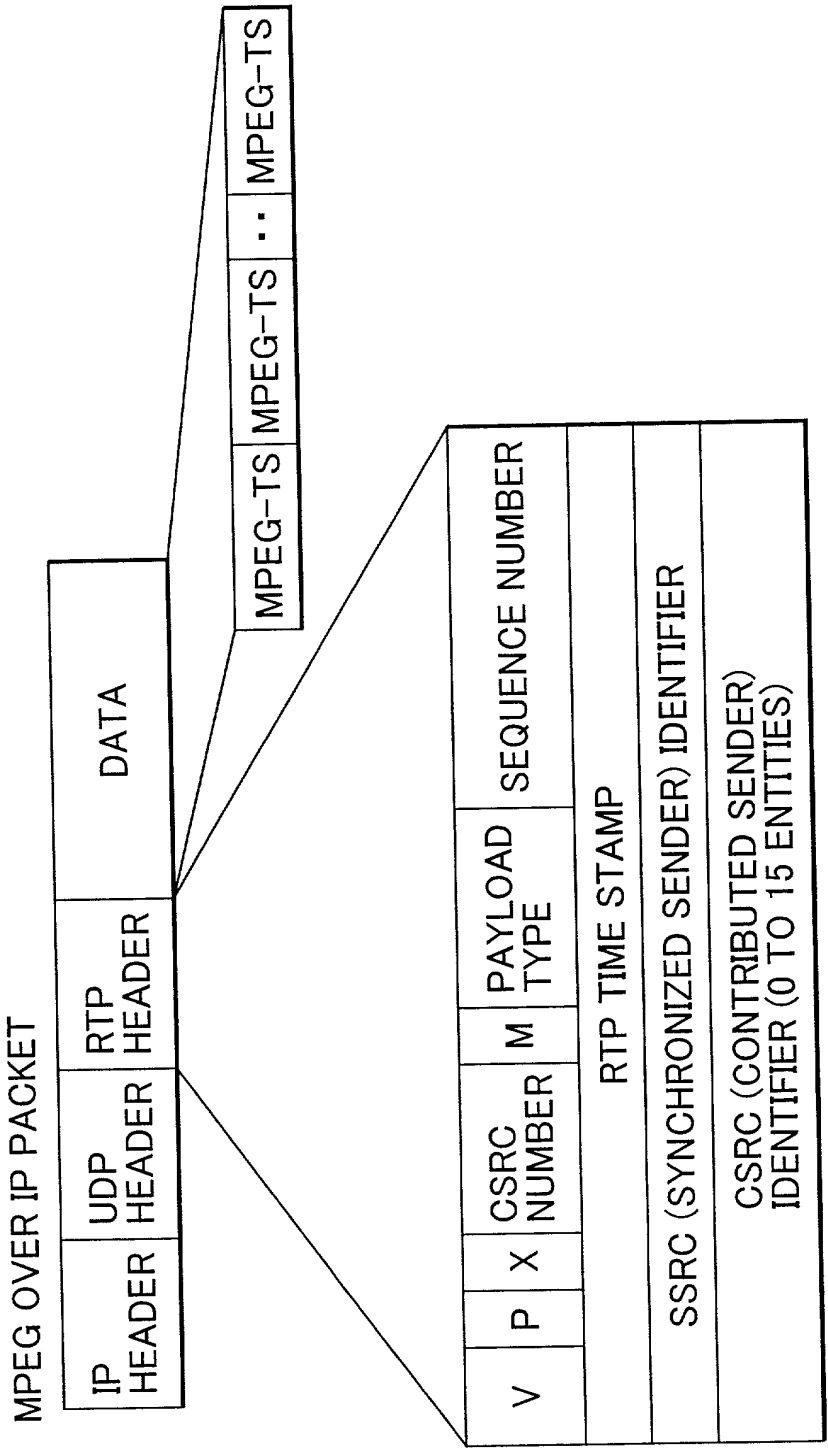 MPEG OVER IP PACKET
IP
HEADER
UDP
HEADER
RTP
HEADER
DATA
MPEG-TS
MPEG-TS
··
MPEG-TS
V
P
X
CSRC
NUMBER
M
PAYLOAD
TYPE
SEQUENCE NUMBER
RTP TIME STAMP
SSRC (SYNCHRONIZED SENDER) IDENTIFIER
CSRC (CONTRIBUTED SENDER)
IDENTIFIER (0 TO 15 ENTITIES)